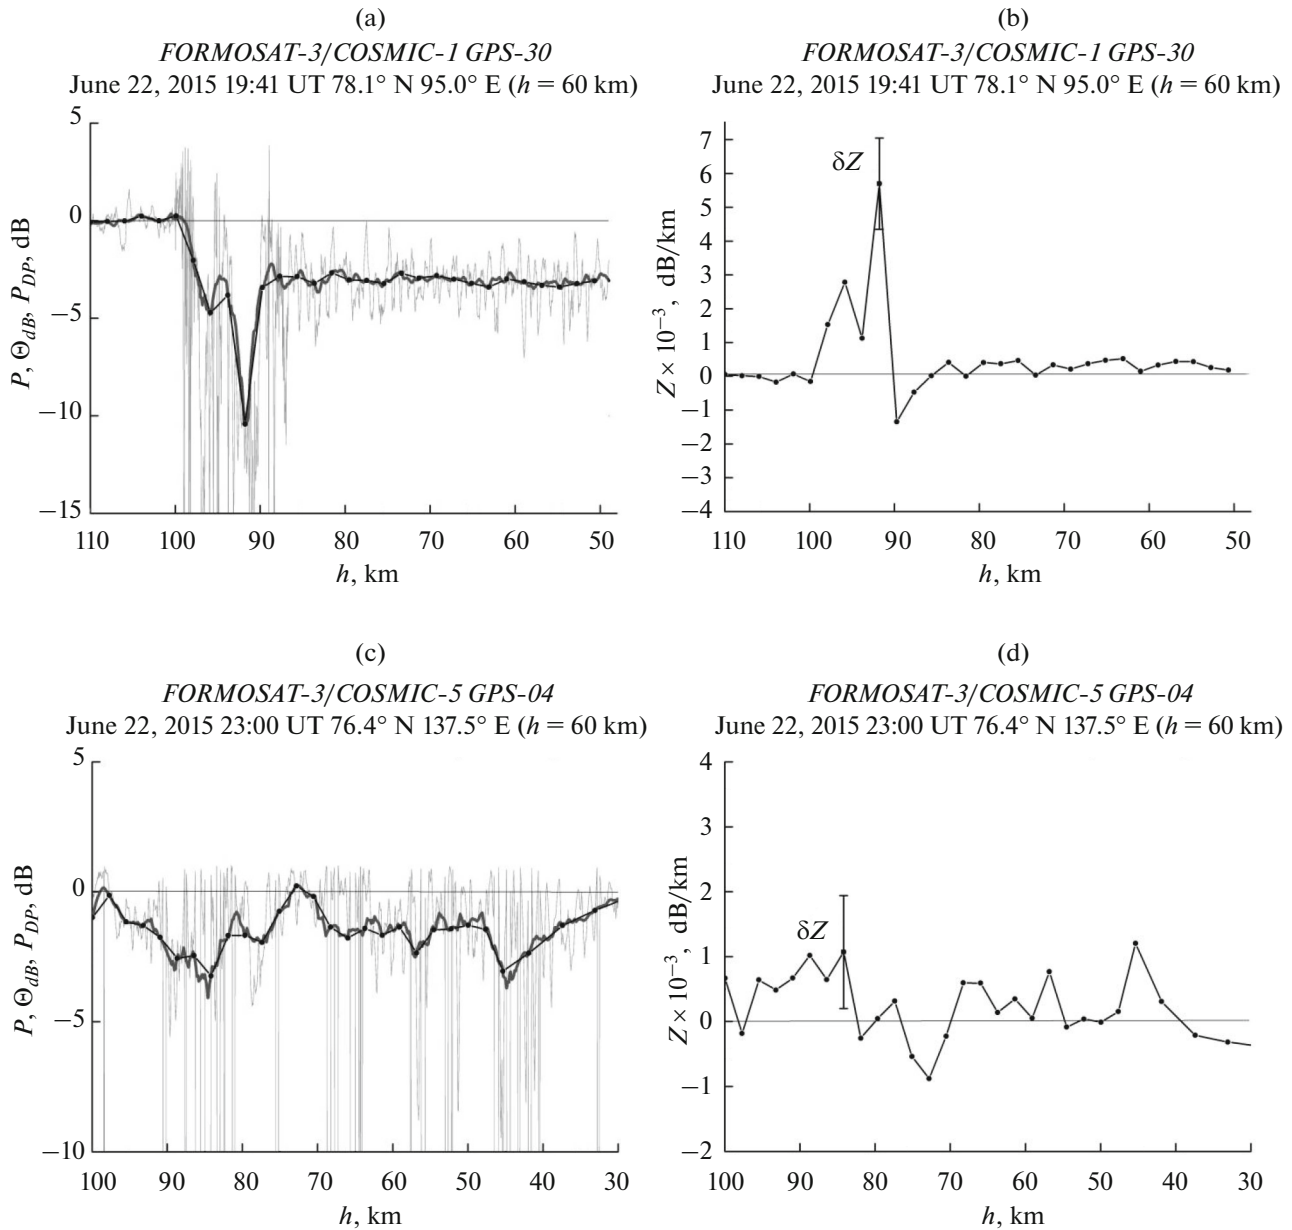 (a)
FORMOSAT-3/COSMIC-1 GPS-30
June 22, 2015 19:41 UT 78.1° N 95.0° E (h = 60 km)
5
0
−5
−10
−15
P, Θ_dB, P_DP, dB
110 100 90 80 70 60 50
h, km
(b)
FORMOSAT-3/COSMIC-1 GPS-30
June 22, 2015 19:41 UT 78.1° N 95.0° E (h = 60 km)
7
6
5
4
3
2
1
0
−1
−2
−3
−4
Z × 10⁻³, dB/km
δZ
110 100 90 80 70 60 50
h, km
(c)
FORMOSAT-3/COSMIC-5 GPS-04
June 22, 2015 23:00 UT 76.4° N 137.5° E (h = 60 km)
5
0
−5
−10
P, Θ_dB, P_DP, dB
100 90 80 70 60 50 40 30
h, km
(d)
FORMOSAT-3/COSMIC-5 GPS-04
June 22, 2015 23:00 UT 76.4° N 137.5° E (h = 60 km)
4
3
2
1
0
−1
−2
Z × 10⁻³, dB/km
δZ
100 90 80 70 60 50 40 30
h, km